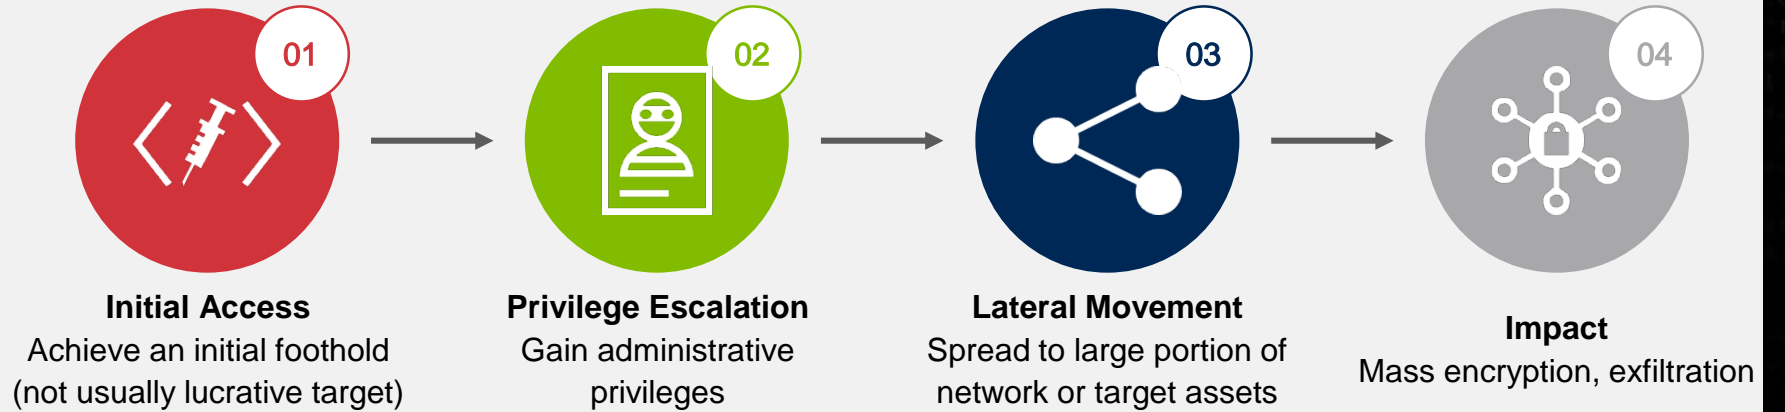 01
Initial Access
Achieve an initial foothold
(not usually lucrative target)
02
Privilege Escalation
Gain administrative
privileges
03
Lateral Movement
Spread to large portion of
network or target assets
04
Impact
Mass encryption, exfiltration